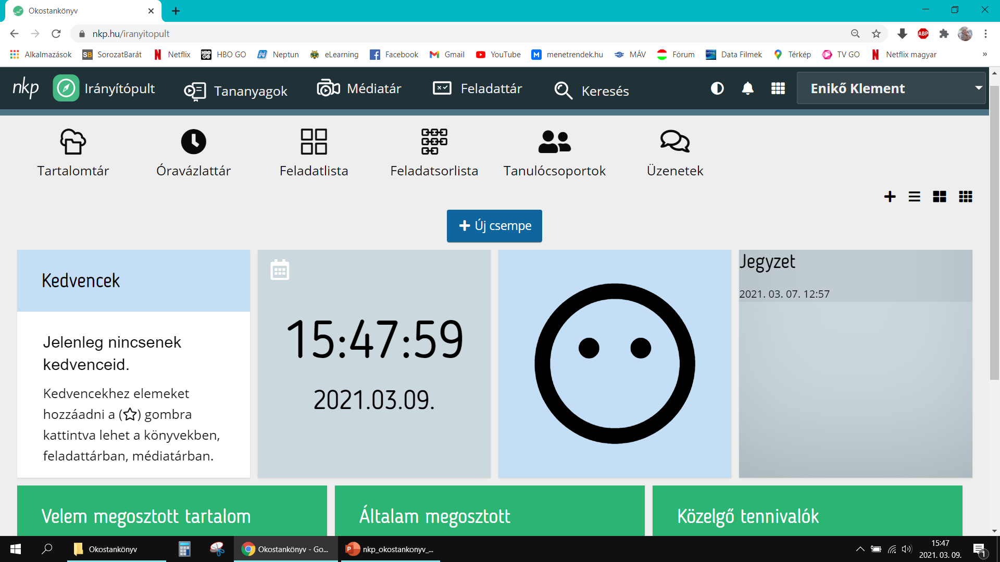 Okostankönyv
nkp.hu/iranyitopult
ABP
Alkalmazások SorozatBarát Netflix HBO GO Neptun eLearning Facebook Gmail YouTube menetrendek.hu MÁV Fórum Data Filmek Térkép TV GO Netflix magyar »
nkp Irányítópult Tananyagok Médiatár Feladattár Keresés Enikő Klement
Tartalomtár Óravázlattár Feladatlista Feladatsorlista Tanulócsoportok Üzenetek
Új csempe
Kedvencek
Jelenleg nincsenek
kedvenceid.
Kedvencekhez elemeket
hozzáadni a (☆) gombra
kattintva lehet a könyvekben,
feladattárban, médiatárban.
15:47:59
2021.03.09.
Jegyzet
2021. 03. 07. 12:57
Velem megosztott tartalom
Általam megosztott
Közelgő tennivalók
Okostankönyv
Okostankönyv - Go...
nkp_okostankonyv_...
15:47
2021. 03. 09.
1